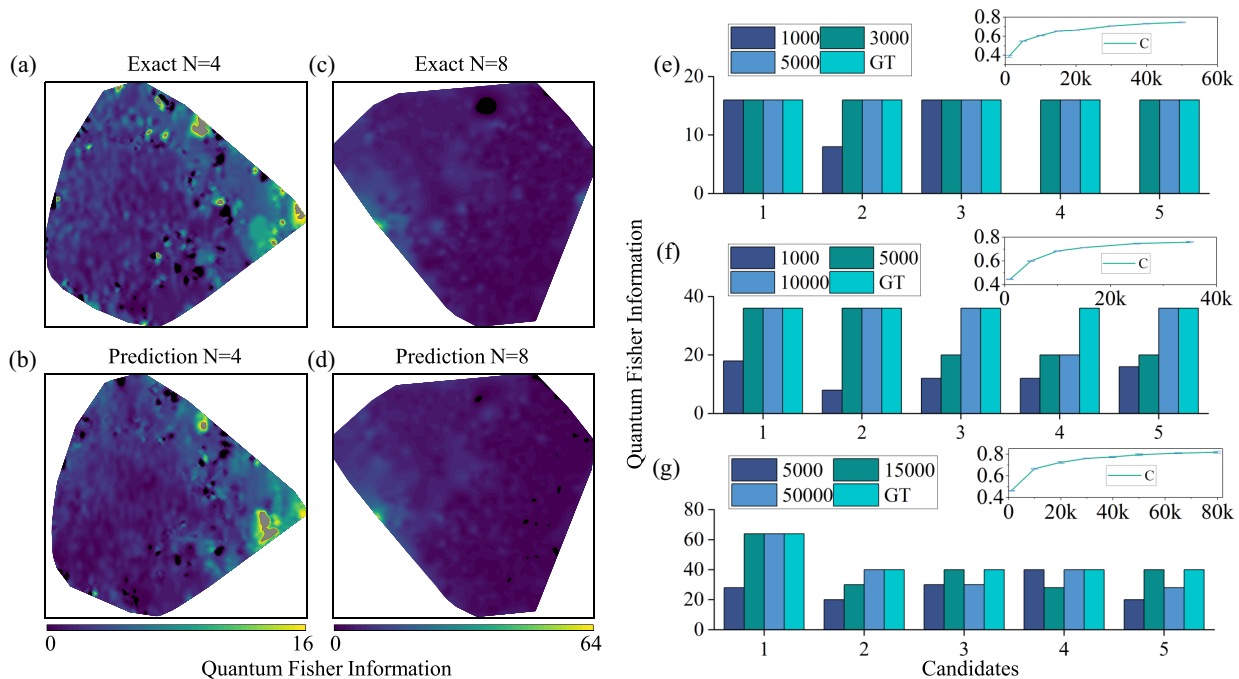 (a)
Exact N=4
(c)
Exact N=8
(b)
Prediction N=4
(d)
Prediction N=8
0
16
0
64
Quantum Fisher Information
Quantum Fisher Information
(e)
1000
3000
5000
GT
0.8
0.6
0.4
C
0
20k
40k
60k
20
10
0
1
2
3
4
5
(f)
1000
5000
10000
GT
0.8
0.6
0.4
C
0
20k
40k
40
20
0
1
2
3
4
5
(g)
5000
15000
50000
GT
0.8
0.6
0.4
C
0
20k
40k
60k
80k
80
60
40
20
0
1
2
3
4
5
Candidates